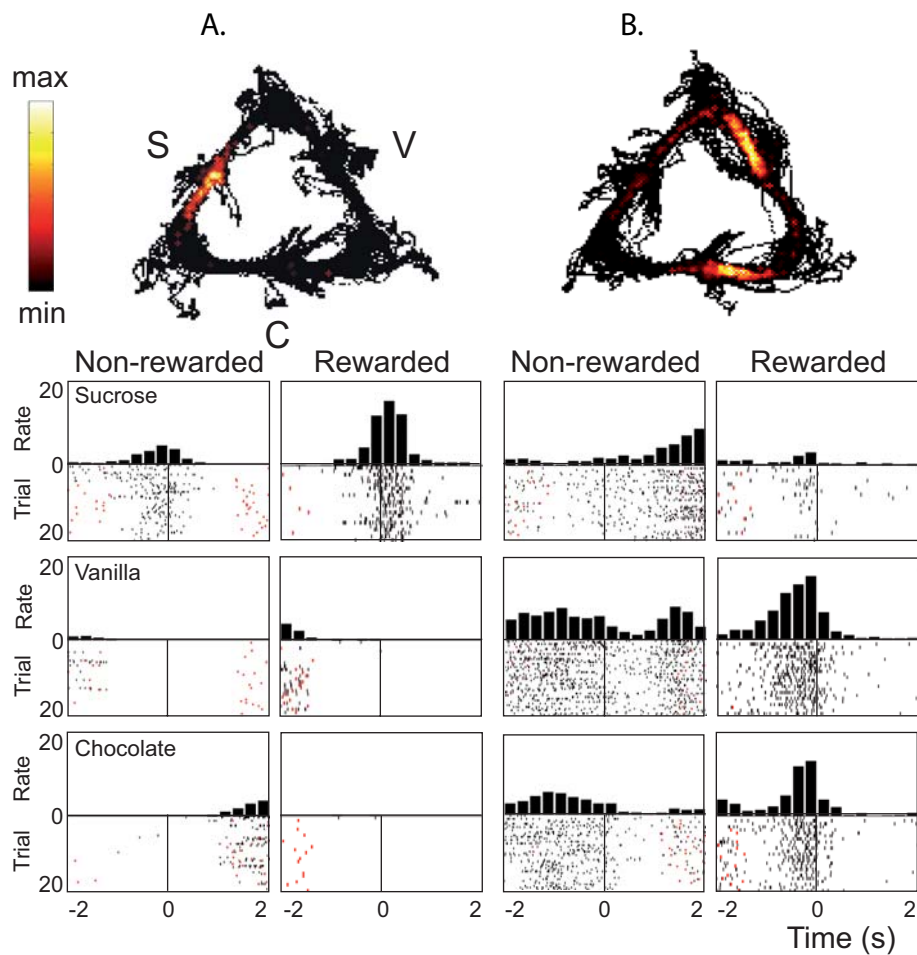 A.
B.
max
min
S
V
C
Non-rewarded
Rewarded
Non-rewarded
Rewarded
20
Rate
0
Trial
20
Sucrose
20
Rate
0
Trial
20
Vanilla
20
Rate
0
Trial
20
Chocolate
-2 0 2
-2 0 2
-2 0 2
-2 0 2
Time (s)